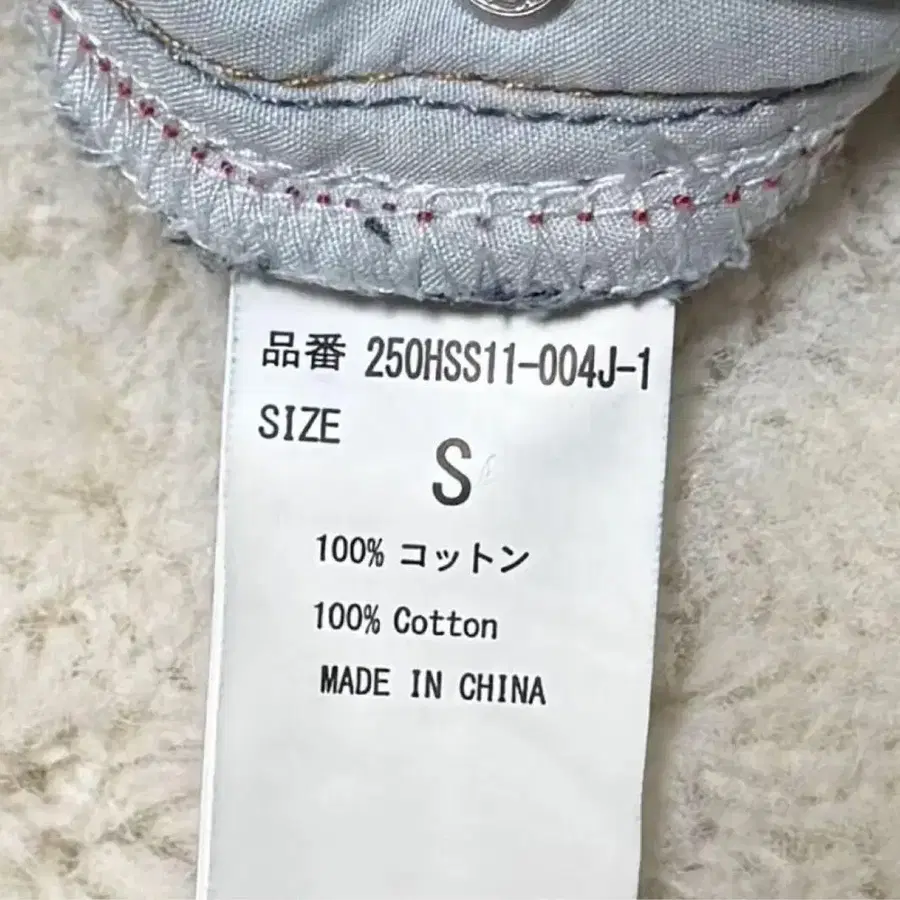 品番 250HSS11-004J-1
SIZE
S
100% コットン
100% Cotton
MADE IN CHINA